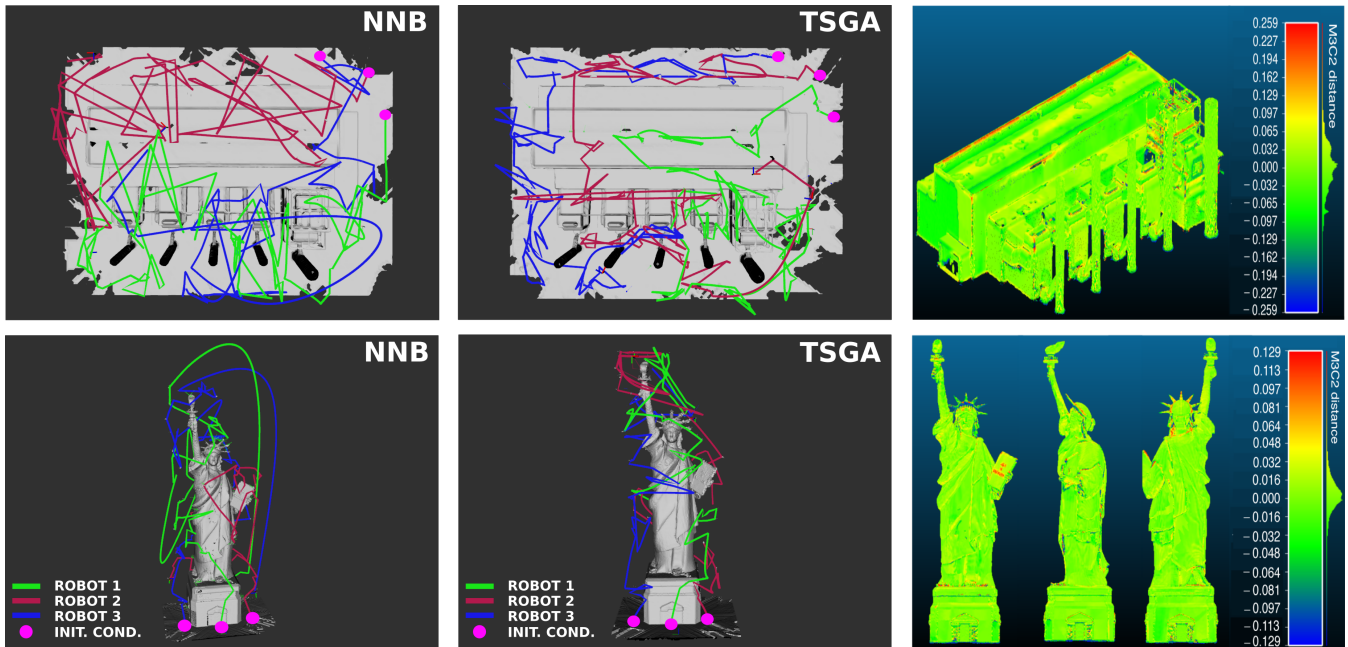 NNB
TSGA
M3C2 distance
0.259
0.227
0.194
0.162
0.129
0.097
0.065
0.032
0.000
−0.032
−0.065
−0.097
−0.129
−0.162
−0.194
−0.227
−0.259
NNB
ROBOT 1
ROBOT 2
ROBOT 3
INIT. COND.
TSGA
ROBOT 1
ROBOT 2
ROBOT 3
INIT. COND.
M3C2 distance
0.129
0.113
0.097
0.081
0.064
0.048
0.032
0.016
0.000
−0.016
−0.032
−0.048
−0.064
−0.081
−0.097
−0.113
−0.129